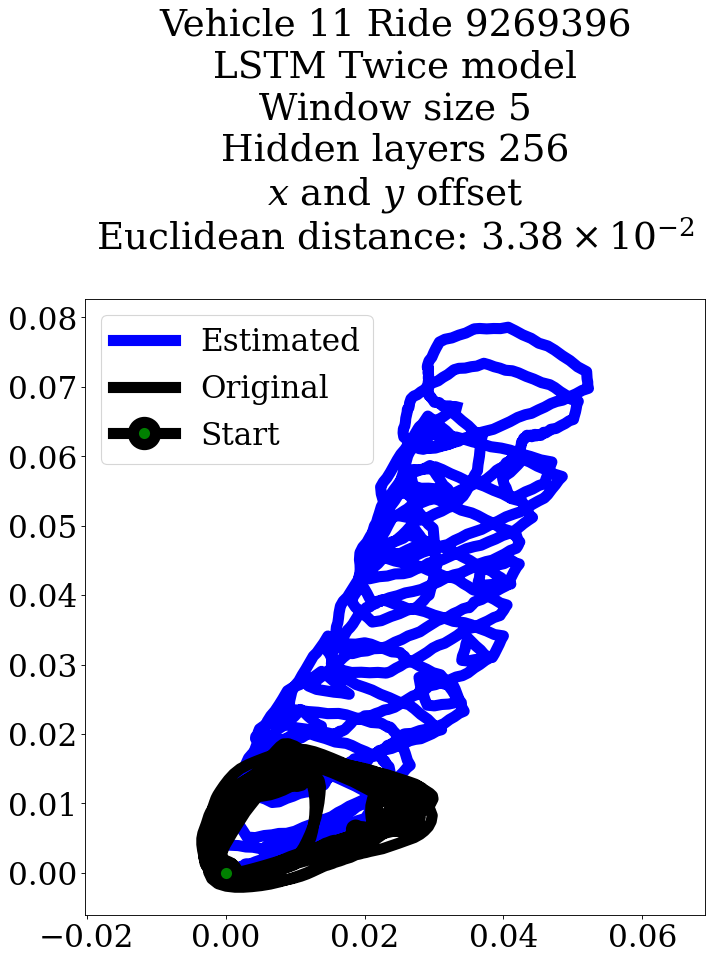 Vehicle 11 Ride 9269396
LSTM Twice model
Window size 5
Hidden layers 256
x and y offset
Euclidean distance: 3.38 × 10⁻²
Estimated
Original
Start
0.08
0.07
0.06
0.05
0.04
0.03
0.02
0.01
0.00
−0.02 0.00 0.02 0.04 0.06